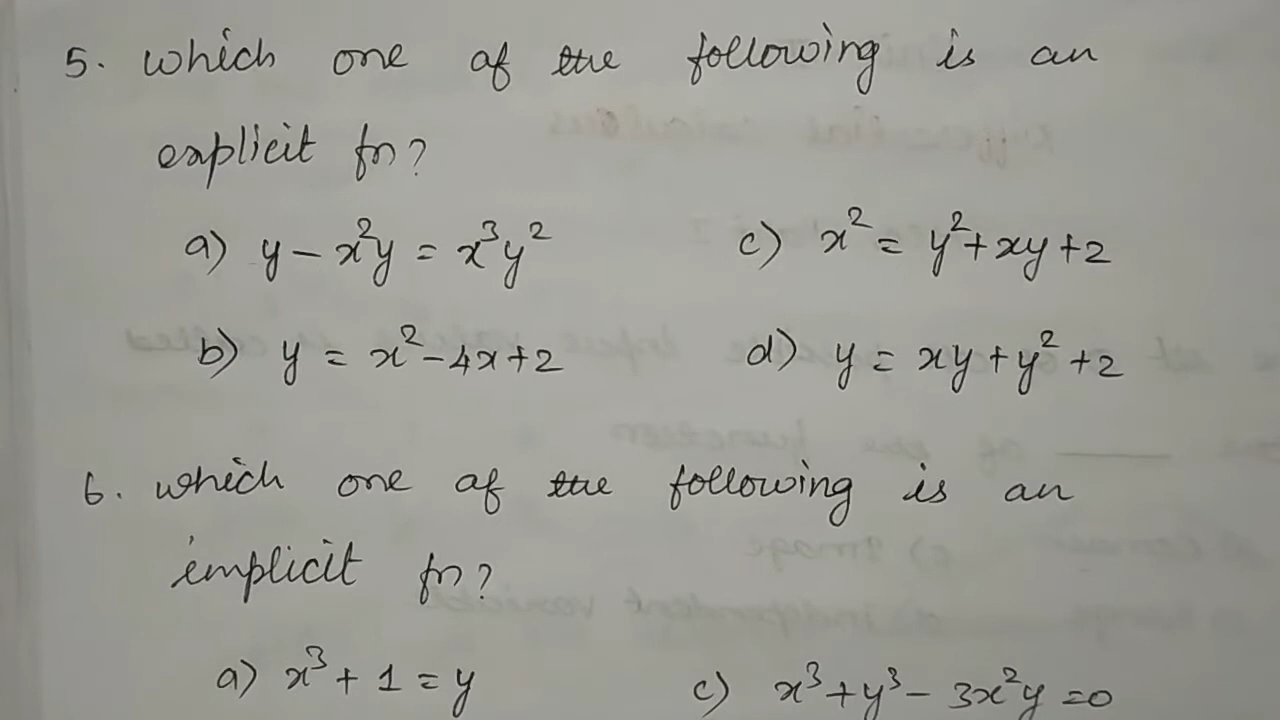 5. which one of the following is an
explicit fn?
a) y - x²y = x³y²
c) x² = y² + xy + 2
b) y = x² - 4x + 2
d) y = xy + y² + 2
6. which one of the following is an
implicit fn?
a) x³ + 1 = y
c) x³ + y³ - 3x²y = 0